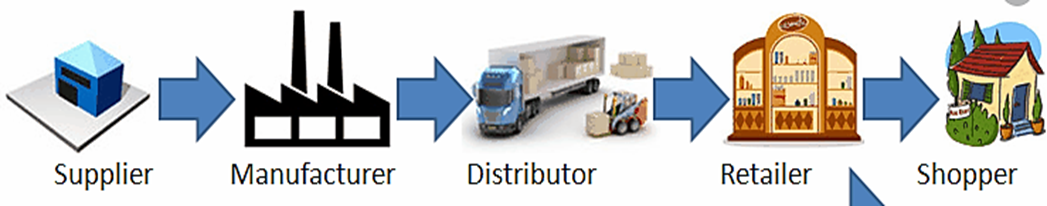 Supplier
Manufacturer
Distributor
Retailer
Shopper